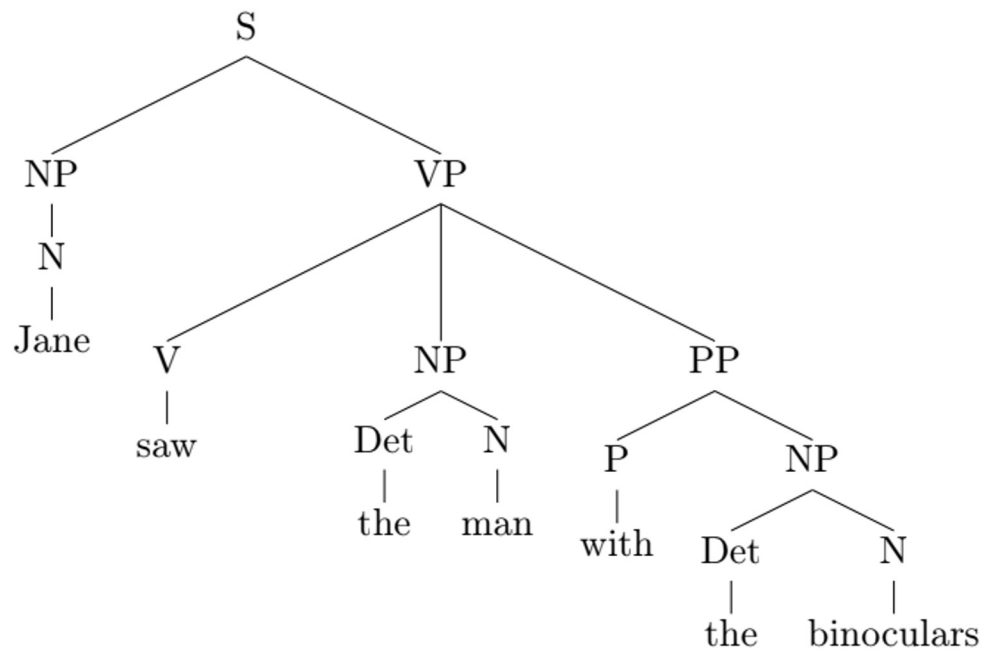 S
NP VP
N
Jane
V NP PP
saw
Det N
the man
P NP
with
Det N
the binoculars